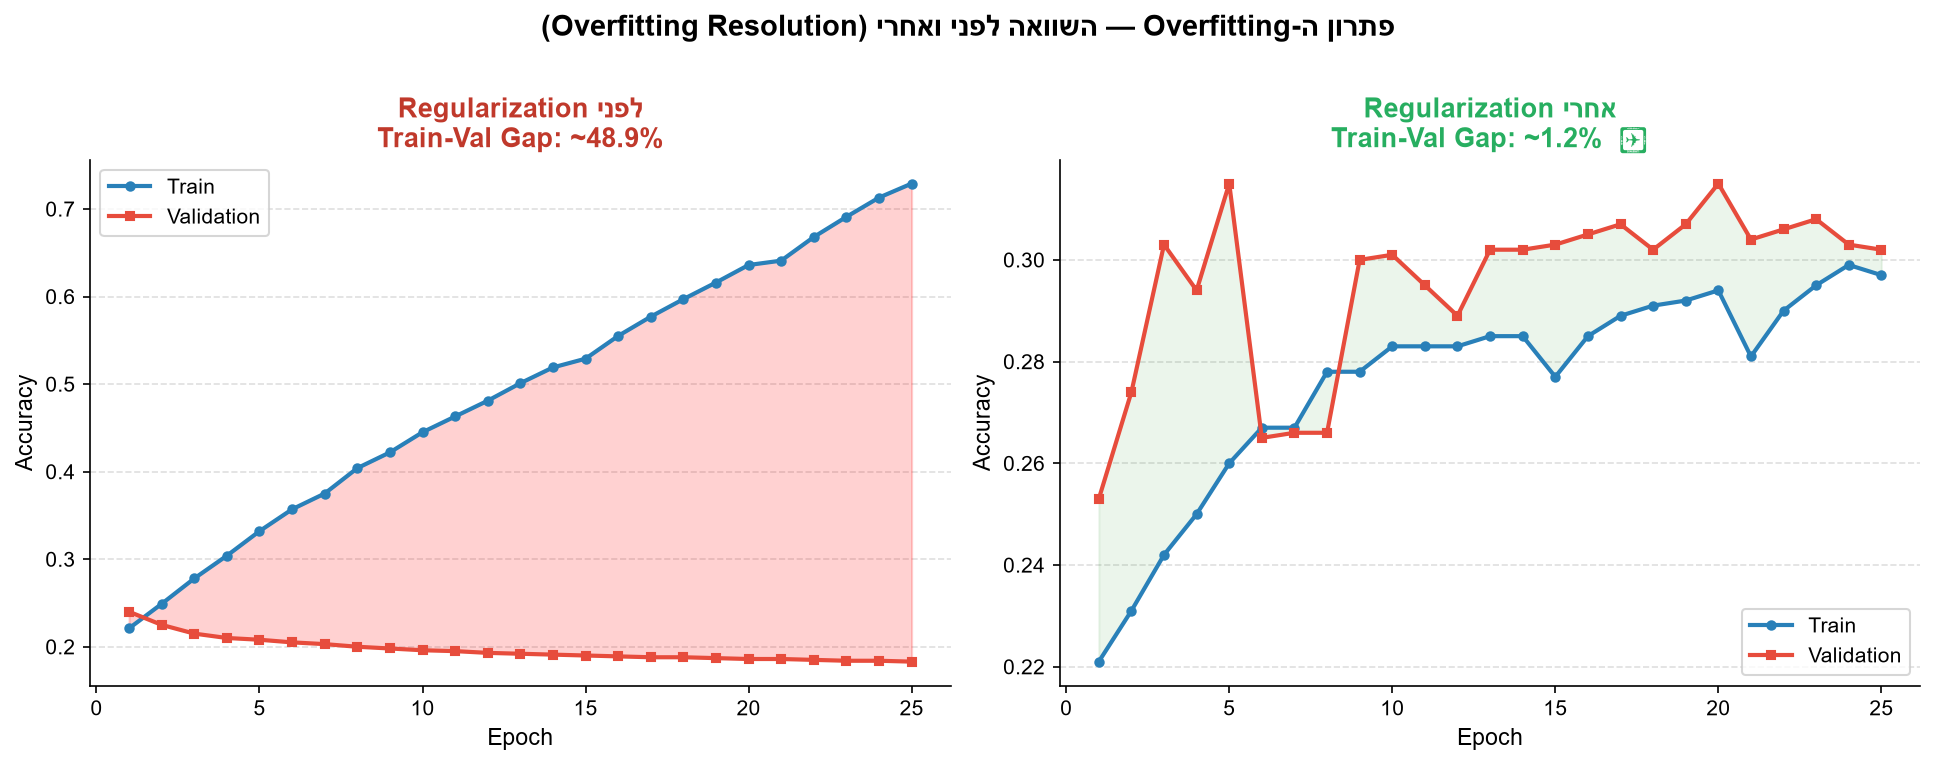 פתרון ה-Overfitting — השוואה לפני ואחרי (Overfitting Resolution)
לפני Regularization
Train-Val Gap: ~48.9%
Train
Validation
0.7
0.6
0.5
0.4
0.3
0.2
Accuracy
0 5 10 15 20 25
Epoch
אחרי Regularization
Train-Val Gap: ~1.2%
0.30
0.28
0.26
0.24
0.22
Accuracy
Train
Validation
0 5 10 15 20 25
Epoch